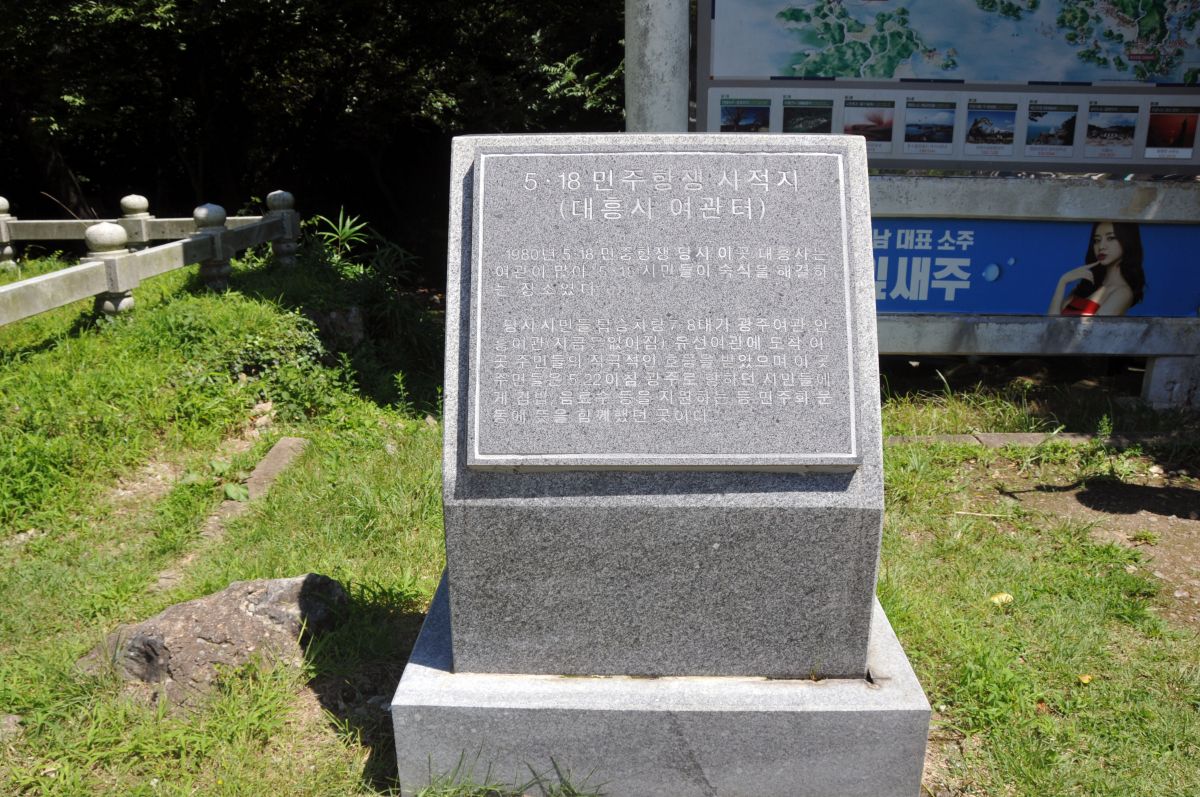 5·18 민주항쟁 사적지
(대흥사 여관터)
980년 5.18 민중항쟁 당시 이곳 대흥사는
여관이 많아 시민들이 숙식을 해결하
는 장소였다
당시 시민들 탑승차량 7,8대가 광주여관 안
흥여관(지금은 없어짐) 유선여관에 도착 이
곳 주민들의 적극적인 호응을 받았으며 이 곳
주민들은 5.22 아침 광주로 향하던 시민들에
게 김밥 음료수 등을 지원하는 등 민주화 운
동에 뜻을 함께했던 곳이다
남 대표 소주
잎새주